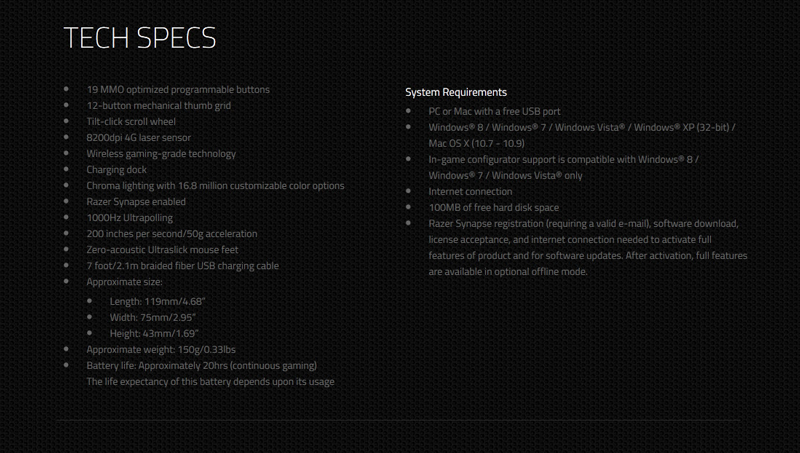 TECH SPECS
19 MMO optimized programmable buttons
12-button mechanical thumb grid
Tilt-click scroll wheel
8200dpi 4G laser sensor
Wireless gaming-grade technology
Charging dock
Chroma lighting with 16.8 million customizable color options
Razer Synapse enabled
1000Hz Ultrapolling
200 inches per second/50g acceleration
Zero-acoustic Ultraslick mouse feet
7 foot/2.1m braided fiber USB charging cable
Approximate size:
Length: 119mm/4.68”
Width: 75mm/2.95”
Height: 43mm/1.69”
Approximate weight: 150g/0.33lbs
Battery life: Approximately 20hrs (continuous gaming)
The life expectancy of this battery depends upon its usage
System Requirements
PC or Mac with a free USB port
Windows® 8 / Windows® 7 / Windows Vista® / Windows® XP (32-bit) /
Mac OS X (10.7 - 10.9)
In-game configurator support is compatible with Windows® 8 /
Windows® 7 / Windows Vista® only
Internet connection
100MB of free hard disk space
Razer Synapse registration (requiring a valid e-mail), software download,
license acceptance, and internet connection needed to activate full
features of product and for software updates. After activation, full features
are available in optional offline mode.